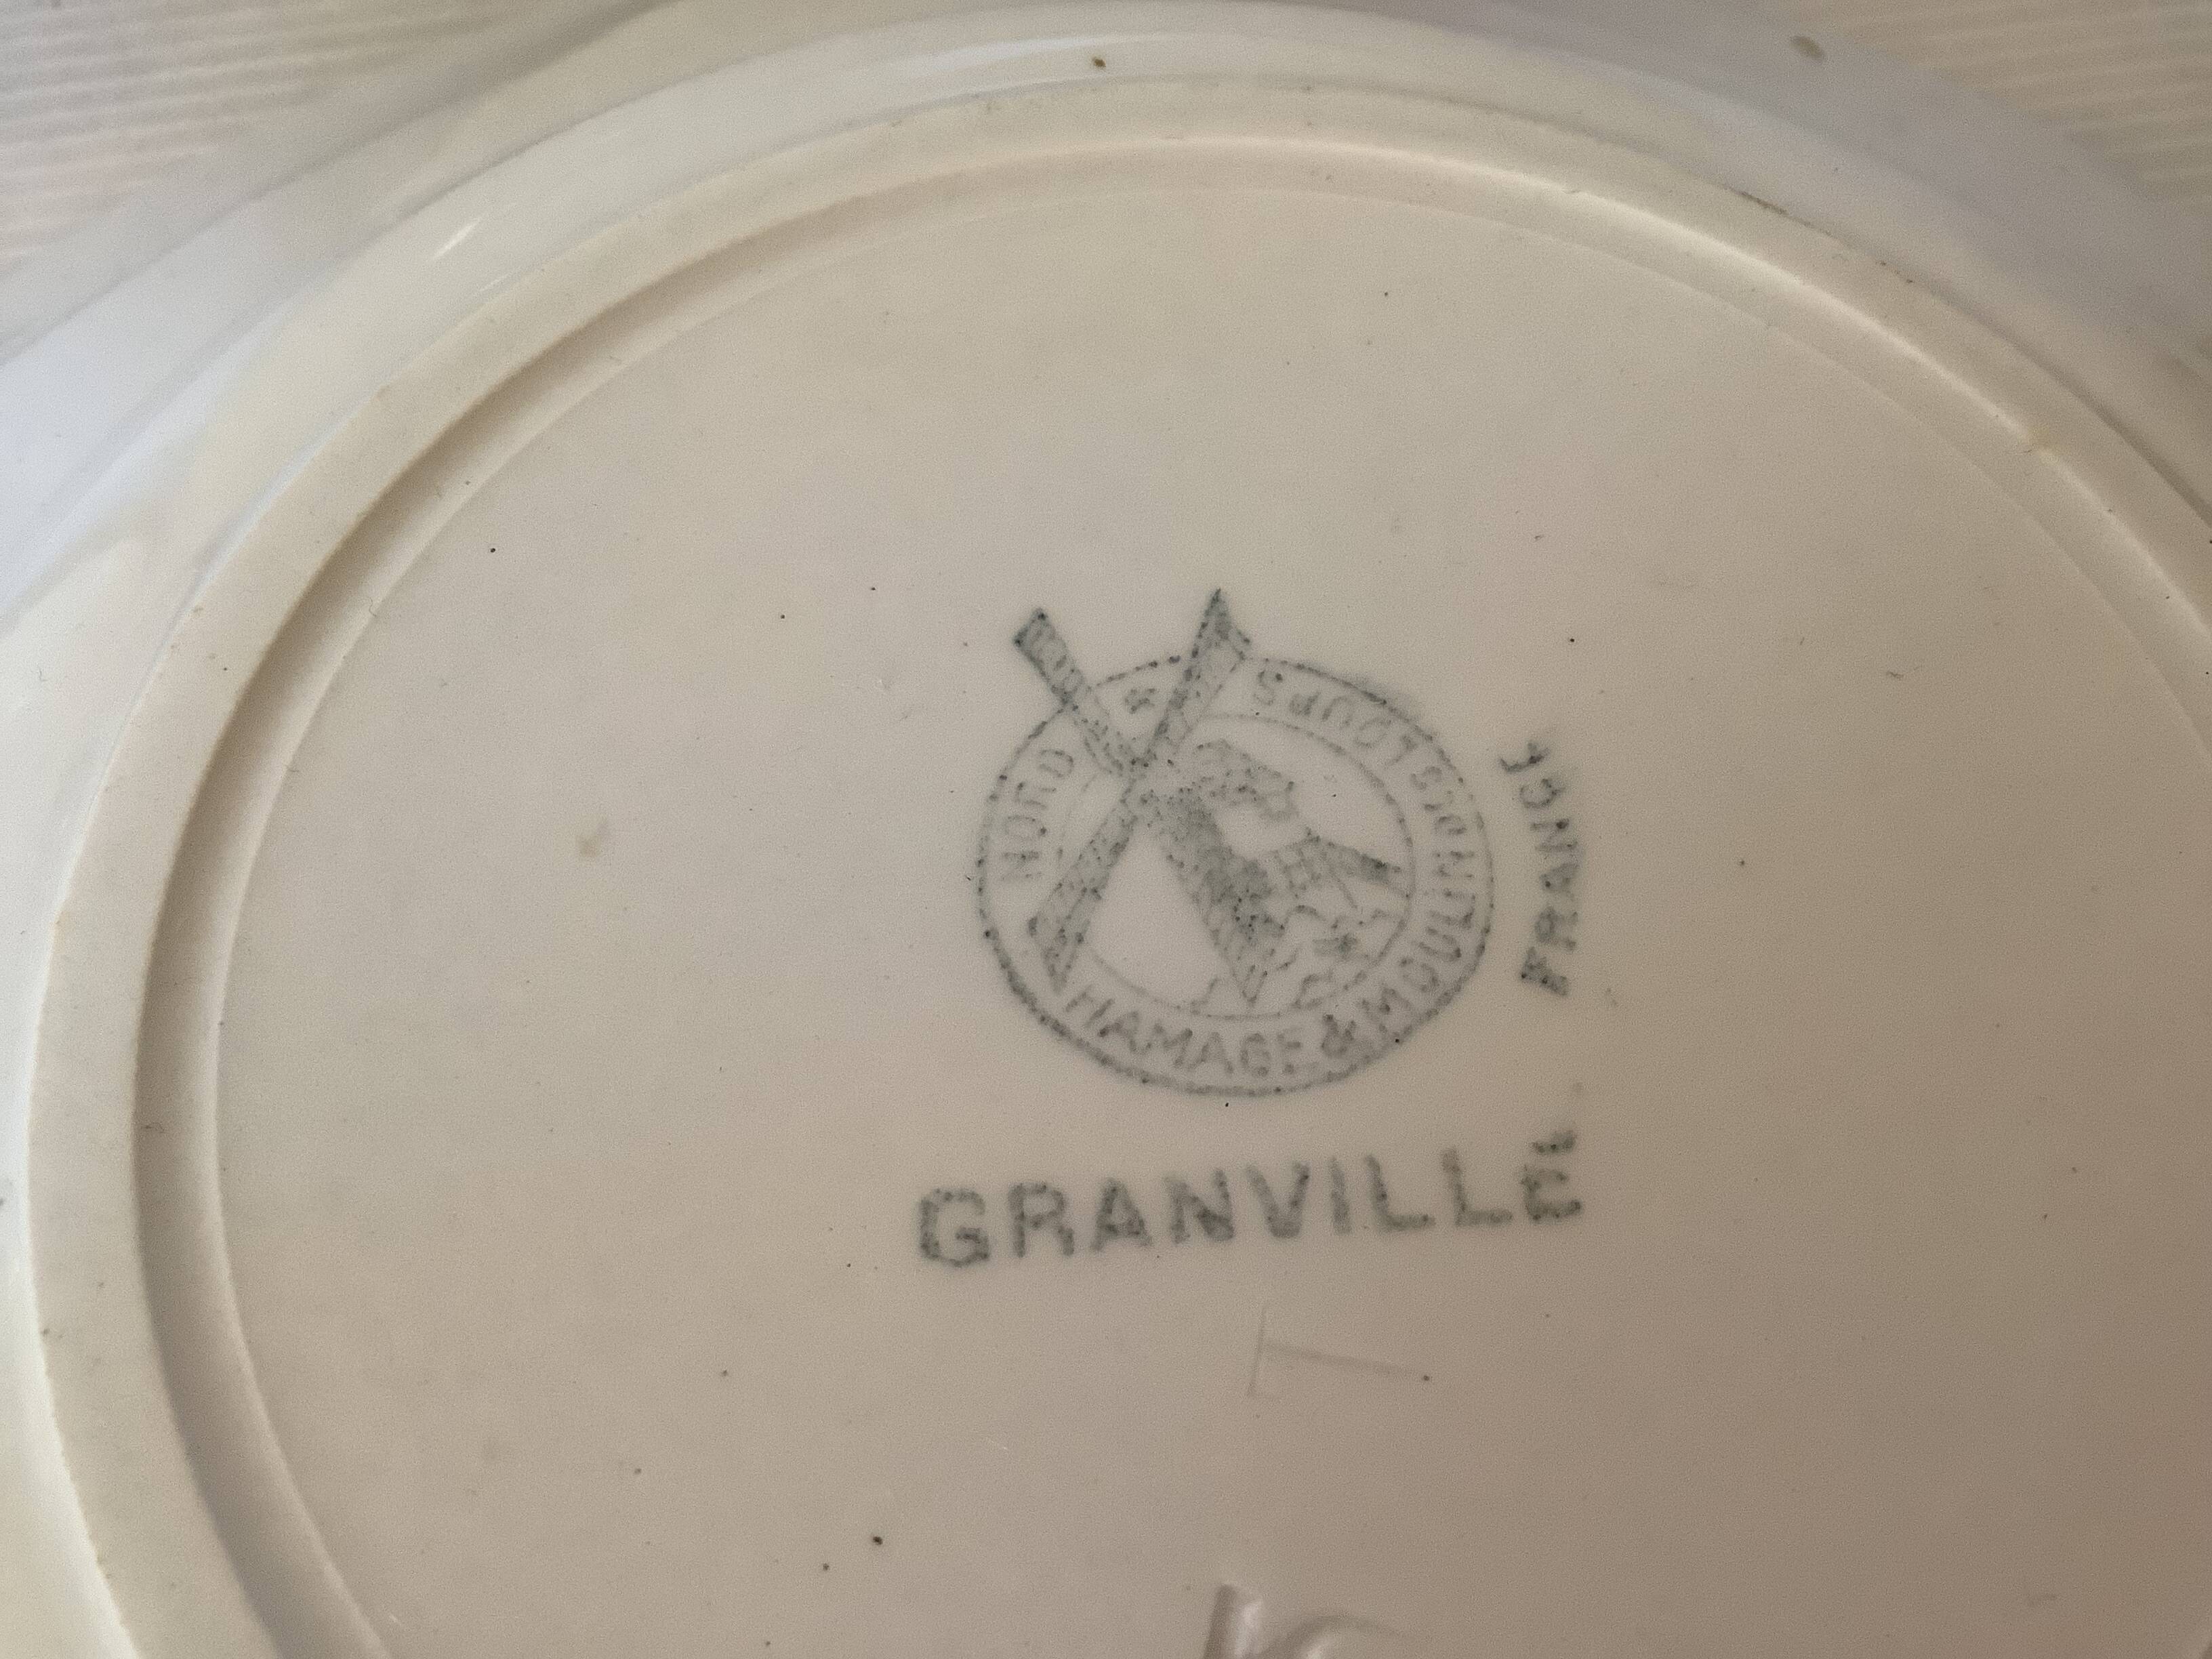 NORD
HAMAGE & MOULIN DES LOUPS
FRANCE
GRANVILLE